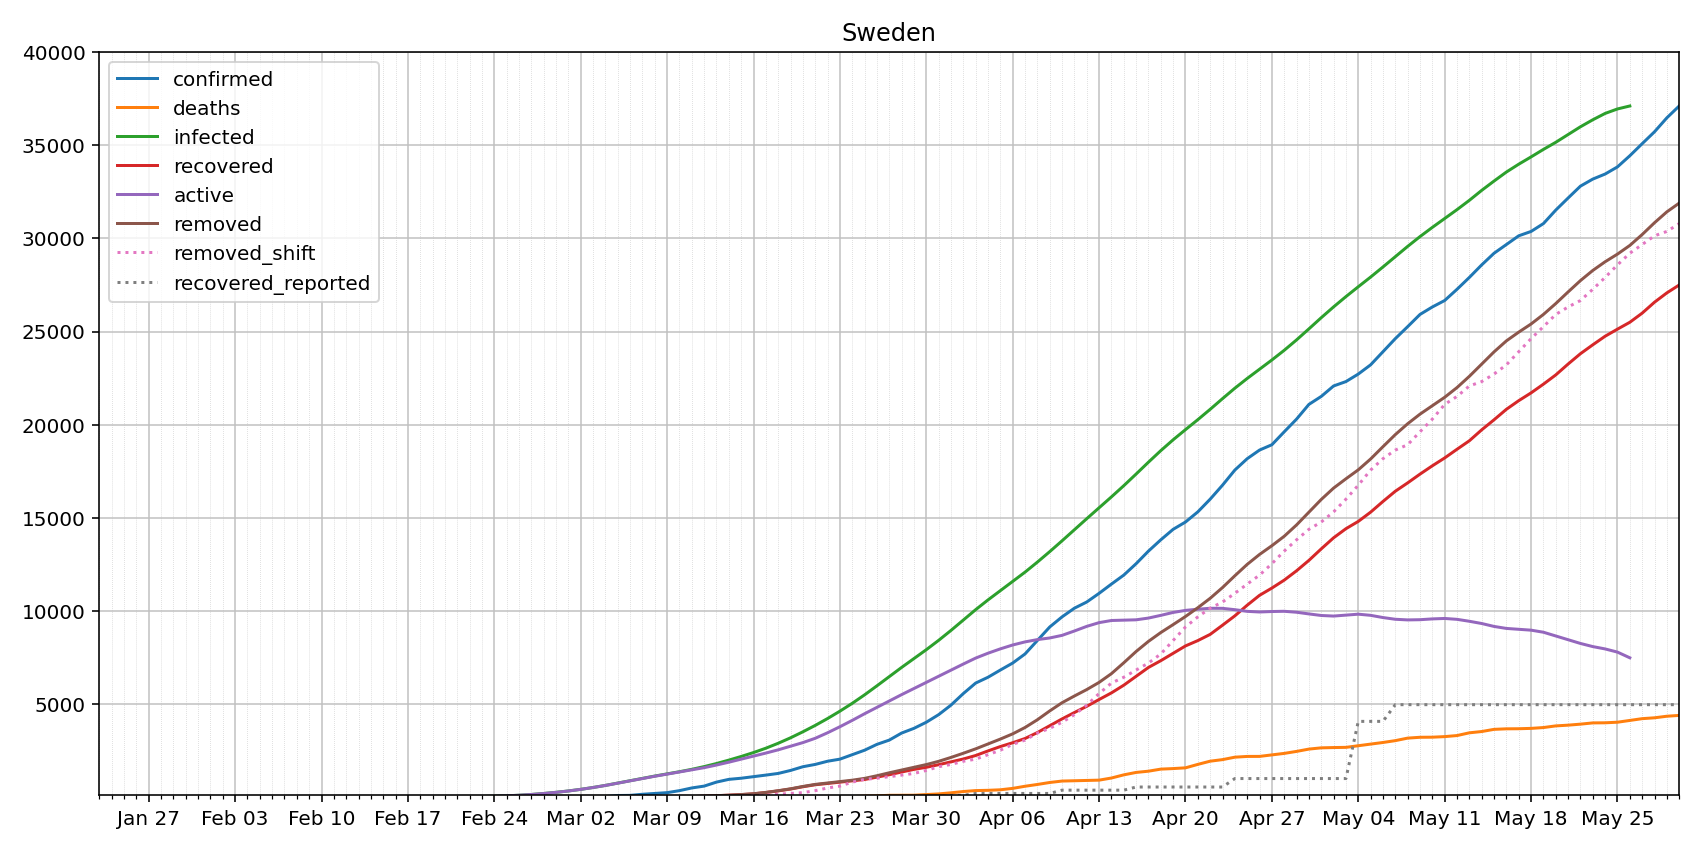 Sweden
40000
35000
30000
25000
20000
15000
10000
5000
confirmed
deaths
infected
recovered
active
removed
removed_shift
recovered_reported
Jan 27 Feb 03 Feb 10 Feb 17 Feb 24 Mar 02 Mar 09 Mar 16 Mar 23 Mar 30 Apr 06 Apr 13 Apr 20 Apr 27 May 04 May 11 May 18 May 25